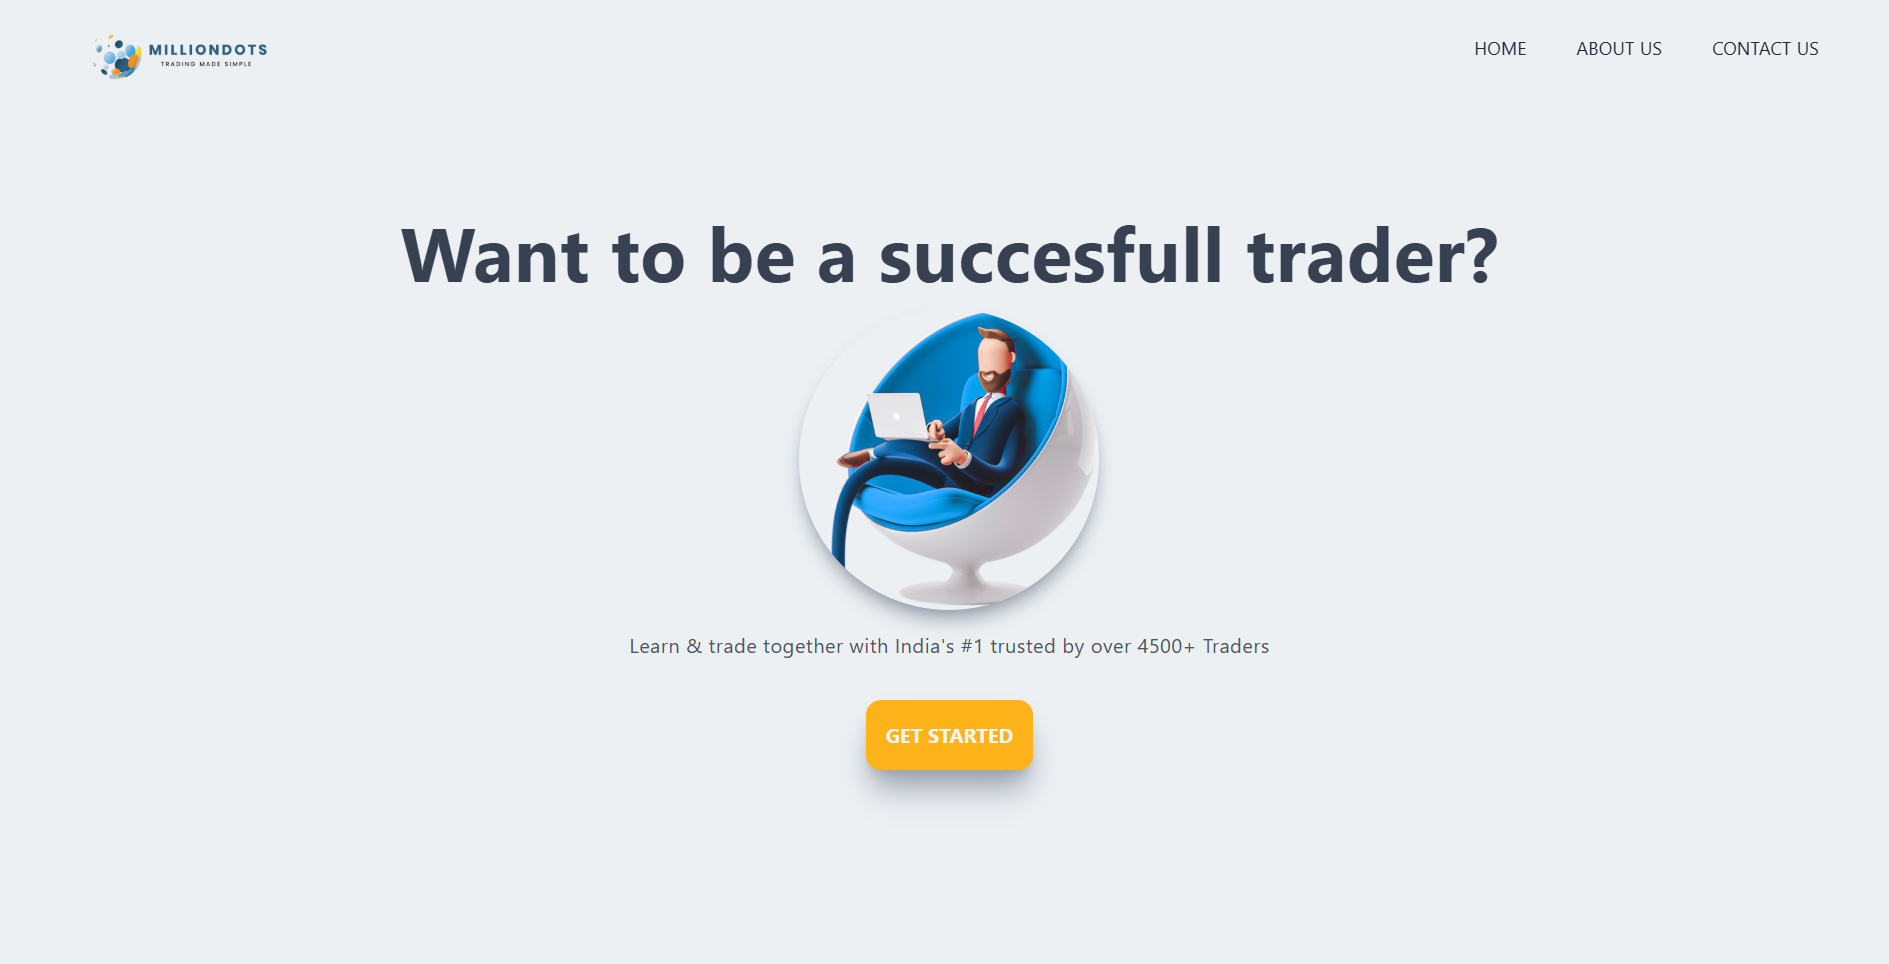 MILLIONDOTS
TRADING MADE SIMPLE
HOME ABOUT US CONTACT US
Want to be a succesfull trader?
Learn & trade together with India's #1 trusted by over 4500+ Traders
GET STARTED